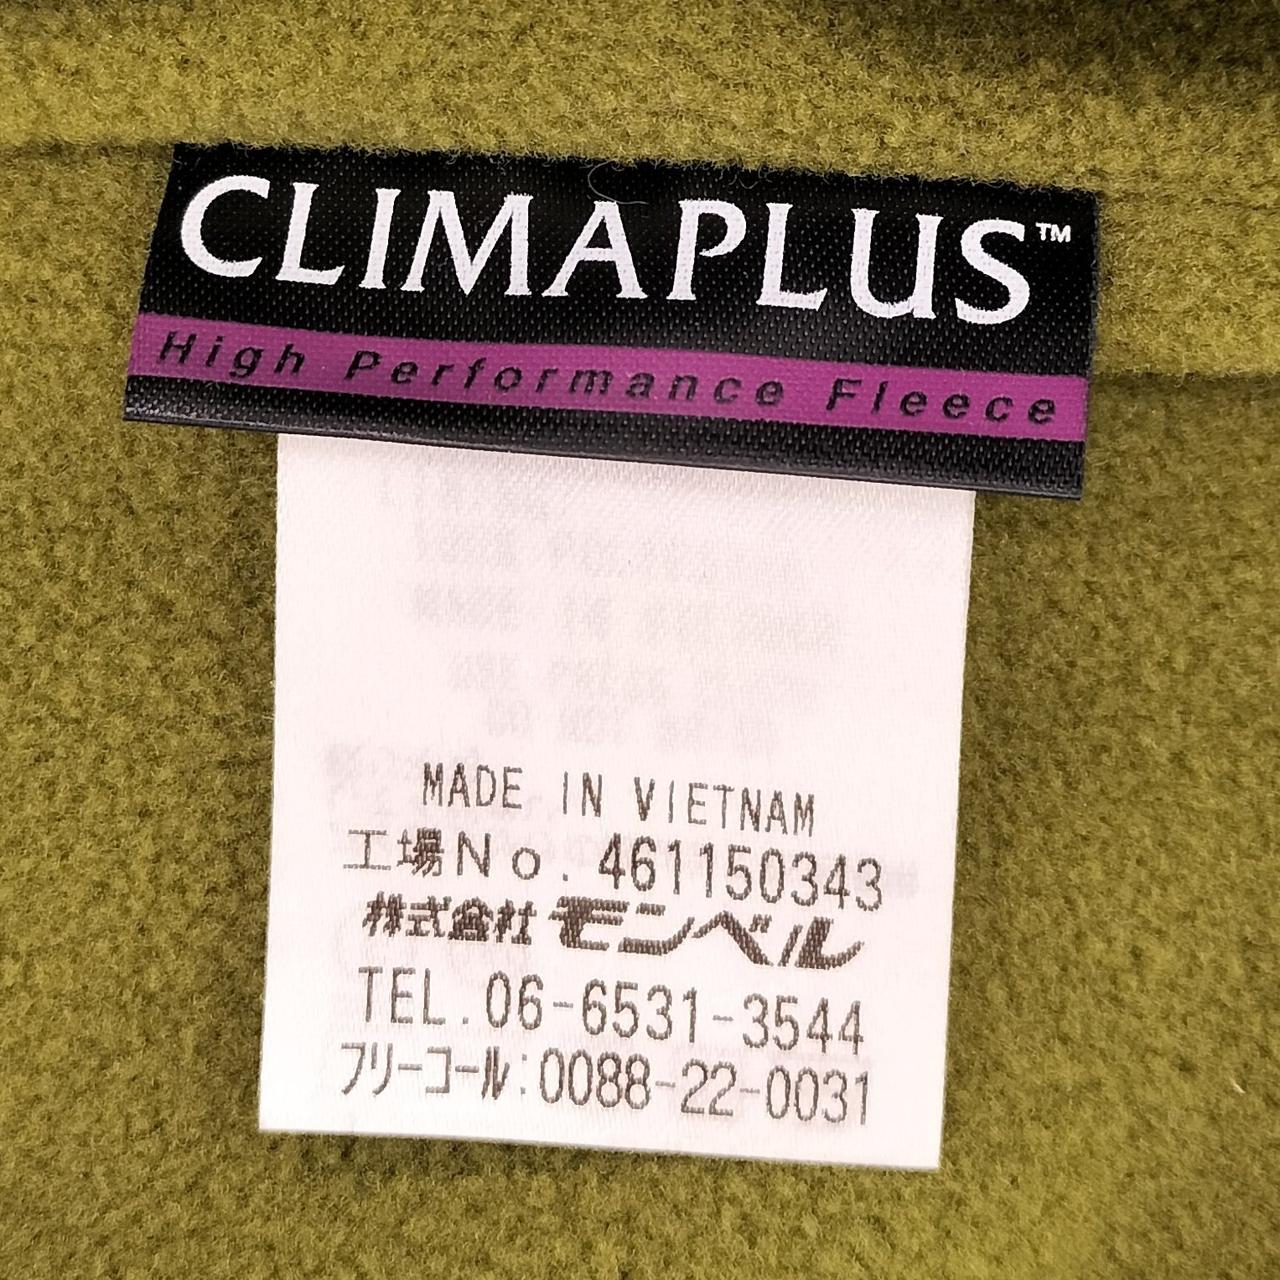 CLIMAPLUS™
High Performance Fleece
MADE IN VIETNAM
工場No. 461150343
株式会社モンベル
TEL. 06-6531-3544
フリーコール:0088-22-0031